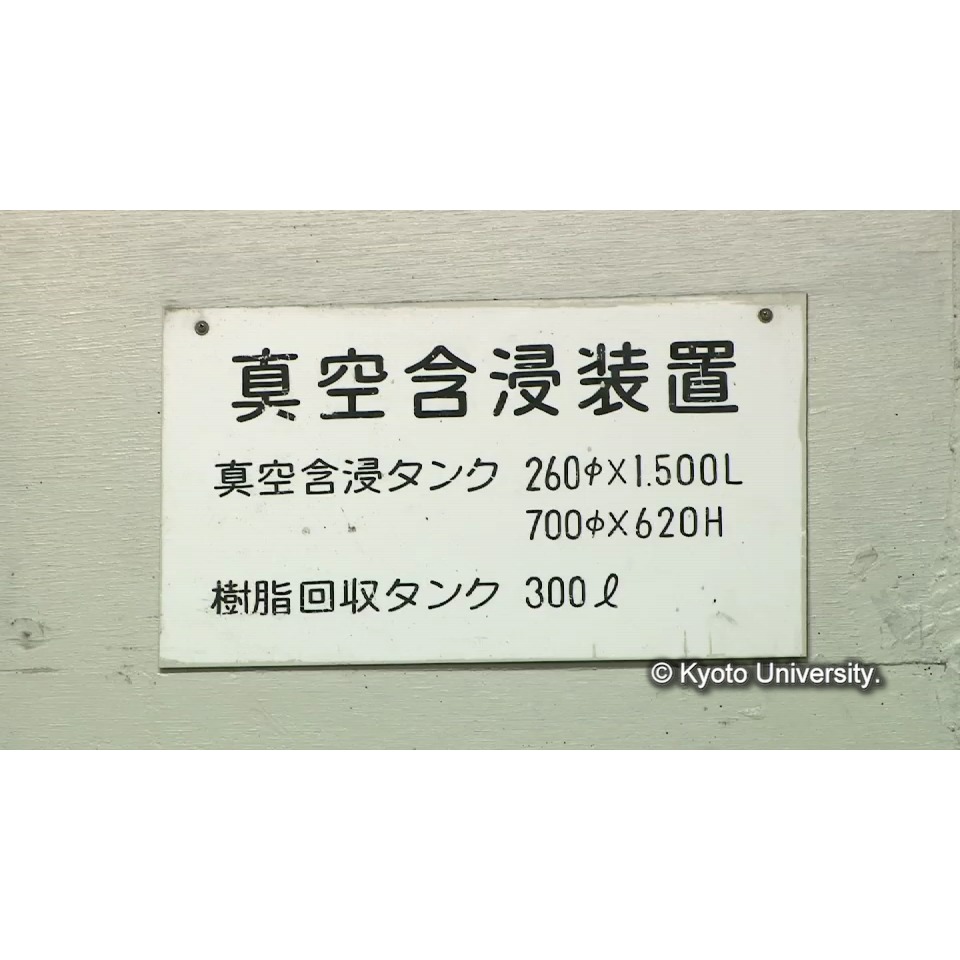 真空含浸装置
真空含浸タンク 260φ×1.500L
700φ×620H
樹脂回収タンク 300ℓ
© Kyoto University.